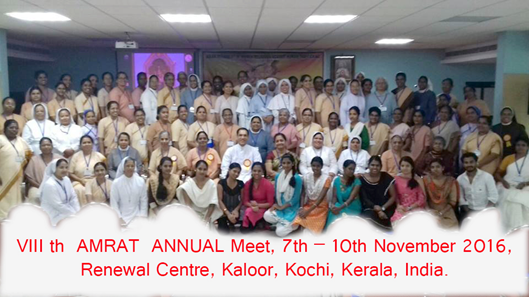 VIII th AMRAT ANNUAL Meet, 7th – 10th November 2016,
Renewal Centre, Kaloor, Kochi, Kerala, India.